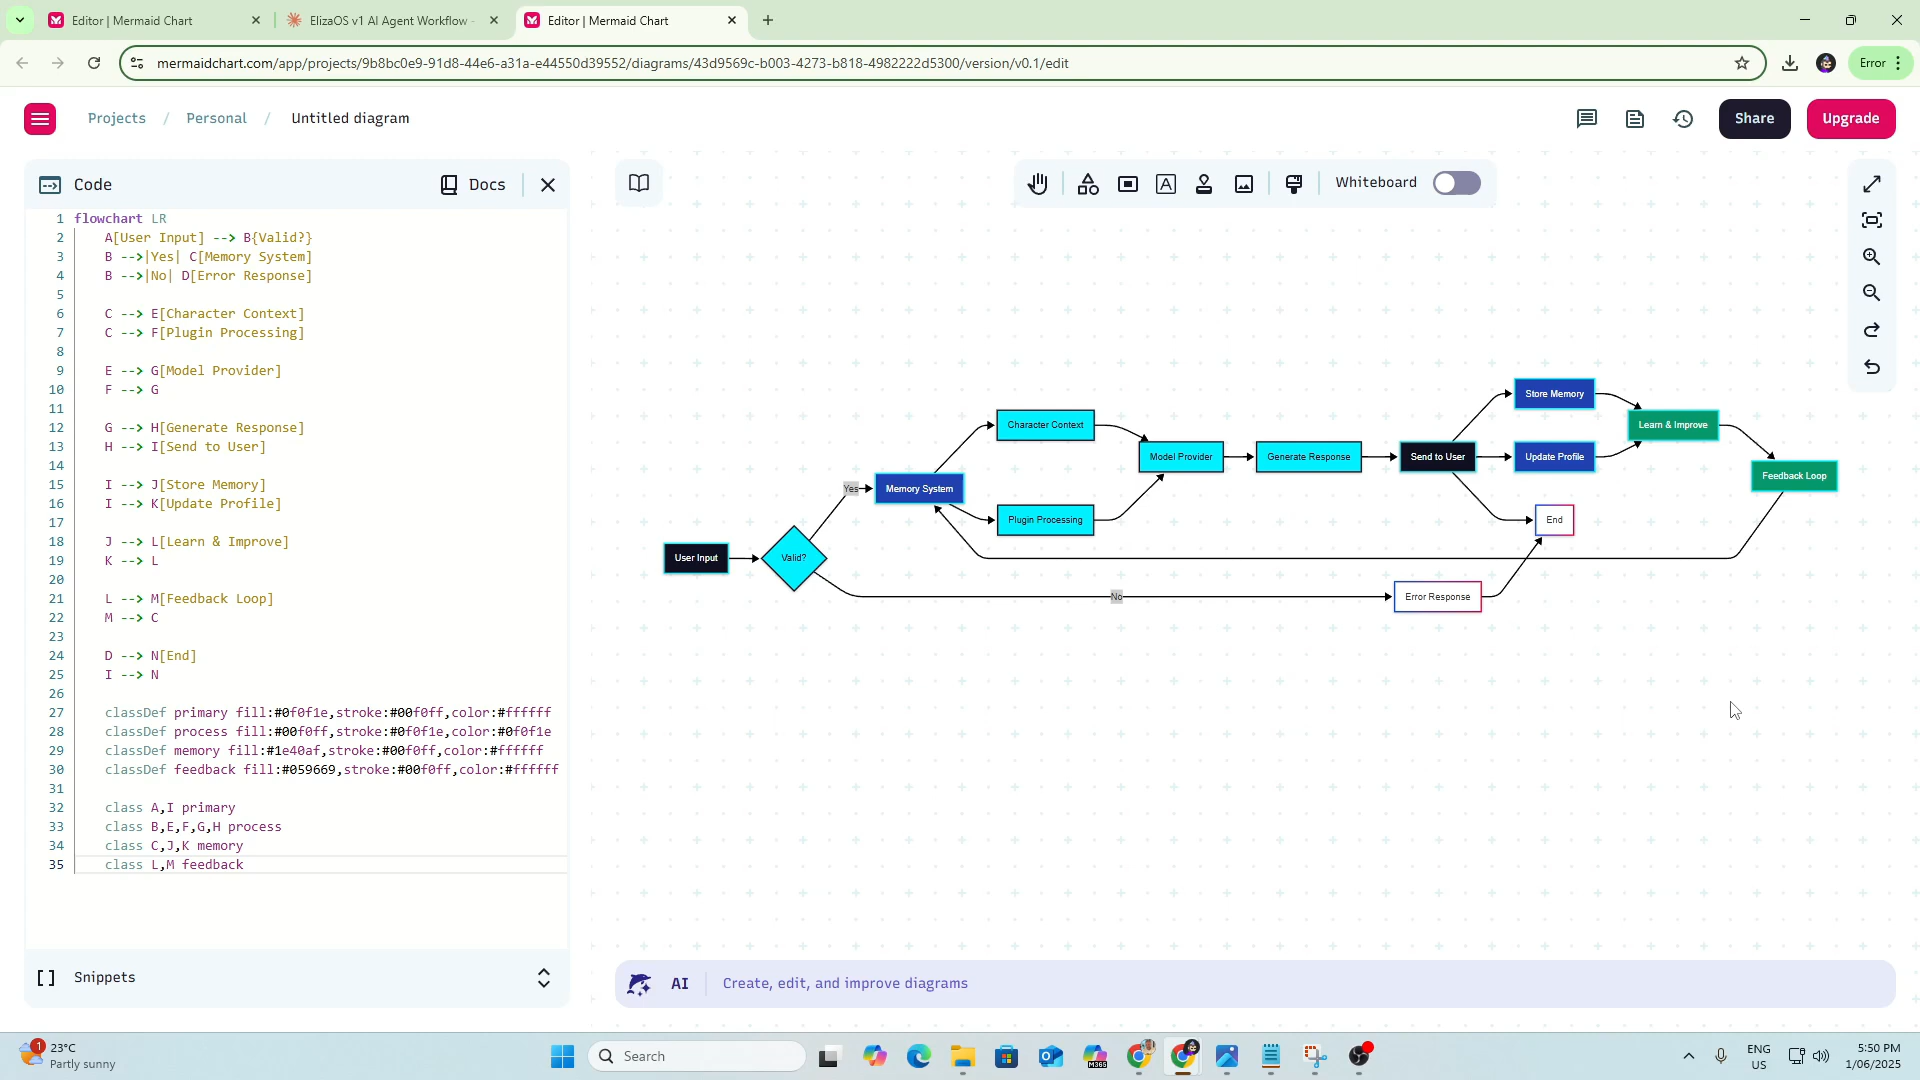 Editor | Mermaid Chart
ElizaOS v1 AI Agent Workflow -
Editor | Mermaid Chart
mermaidchart.com/app/projects/9b8bc0e9-91d8-44e6-a31a-e44550d39552/diagrams/43d9569c-b003-4273-b818-4982222d5300/version/v0.1/edit
Error
Projects / Personal / Untitled diagram
Share
Upgrade
Code
Docs
Whiteboard
1 flowchart LR
2 A[User Input] --> B{Valid?}
3 B -->|Yes| C[Memory System]
4 B -->|No| D[Error Response]
5
6 C --> E[Character Context]
7 C --> F[Plugin Processing]
8
9 E --> G[Model Provider]
10 F --> G
11
12 G --> H[Generate Response]
13 H --> I[Send to User]
14
15 I --> J[Store Memory]
16 I --> K[Update Profile]
17
18 J --> L[Learn & Improve]
19 K --> L
20
21 L --> M[Feedback Loop]
22 M --> C
23
24 D --> N[End]
25 I --> N
26
27 classDef primary fill:#0f0f1e,stroke:#00f0ff,color:#ffffff
28 classDef process fill:#00f0ff,stroke:#0f0f1e,color:#0f0f1e
29 classDef memory fill:#1e40af,stroke:#00f0ff,color:#ffffff
30 classDef feedback fill:#059669,stroke:#00f0ff,color:#ffffff
31
32 class A,I primary
33 class B,E,F,G,H process
34 class C,J,K memory
35 class L,M feedback
Snippets
Store Memory
Character Context
Learn & Improve
Model Provider
Generate Response
Send to User
Update Profile
Feedback Loop
Yes
Memory System
Plugin Processing
End
User Input
Valid?
No
Error Response
AI
Create, edit, and improve diagrams
1
23°C
Partly sunny
Search
M365
ENG
US
5:50 PM
1/06/2025